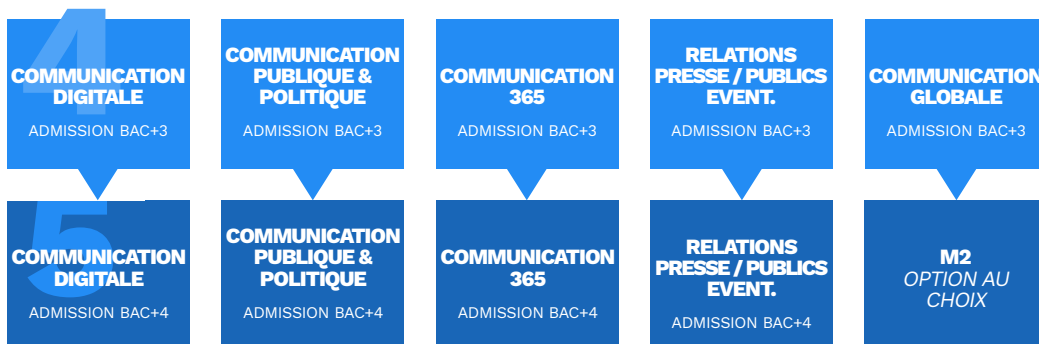 4
COMMUNICATION
DIGITALE
ADMISSION BAC+3
COMMUNICATION
PUBLIQUE &
POLITIQUE
ADMISSION BAC+3
COMMUNICATION
365
ADMISSION BAC+3
RELATIONS
PRESSE / PUBLICS
EVENT.
ADMISSION BAC+3
COMMUNICATION
GLOBALE
ADMISSION BAC+3
5
COMMUNICATION
DIGITALE
ADMISSION BAC+4
COMMUNICATION
PUBLIQUE &
POLITIQUE
ADMISSION BAC+4
COMMUNICATION
365
ADMISSION BAC+4
RELATIONS
PRESSE / PUBLICS
EVENT.
ADMISSION BAC+4
M2
OPTION AU
CHOIX